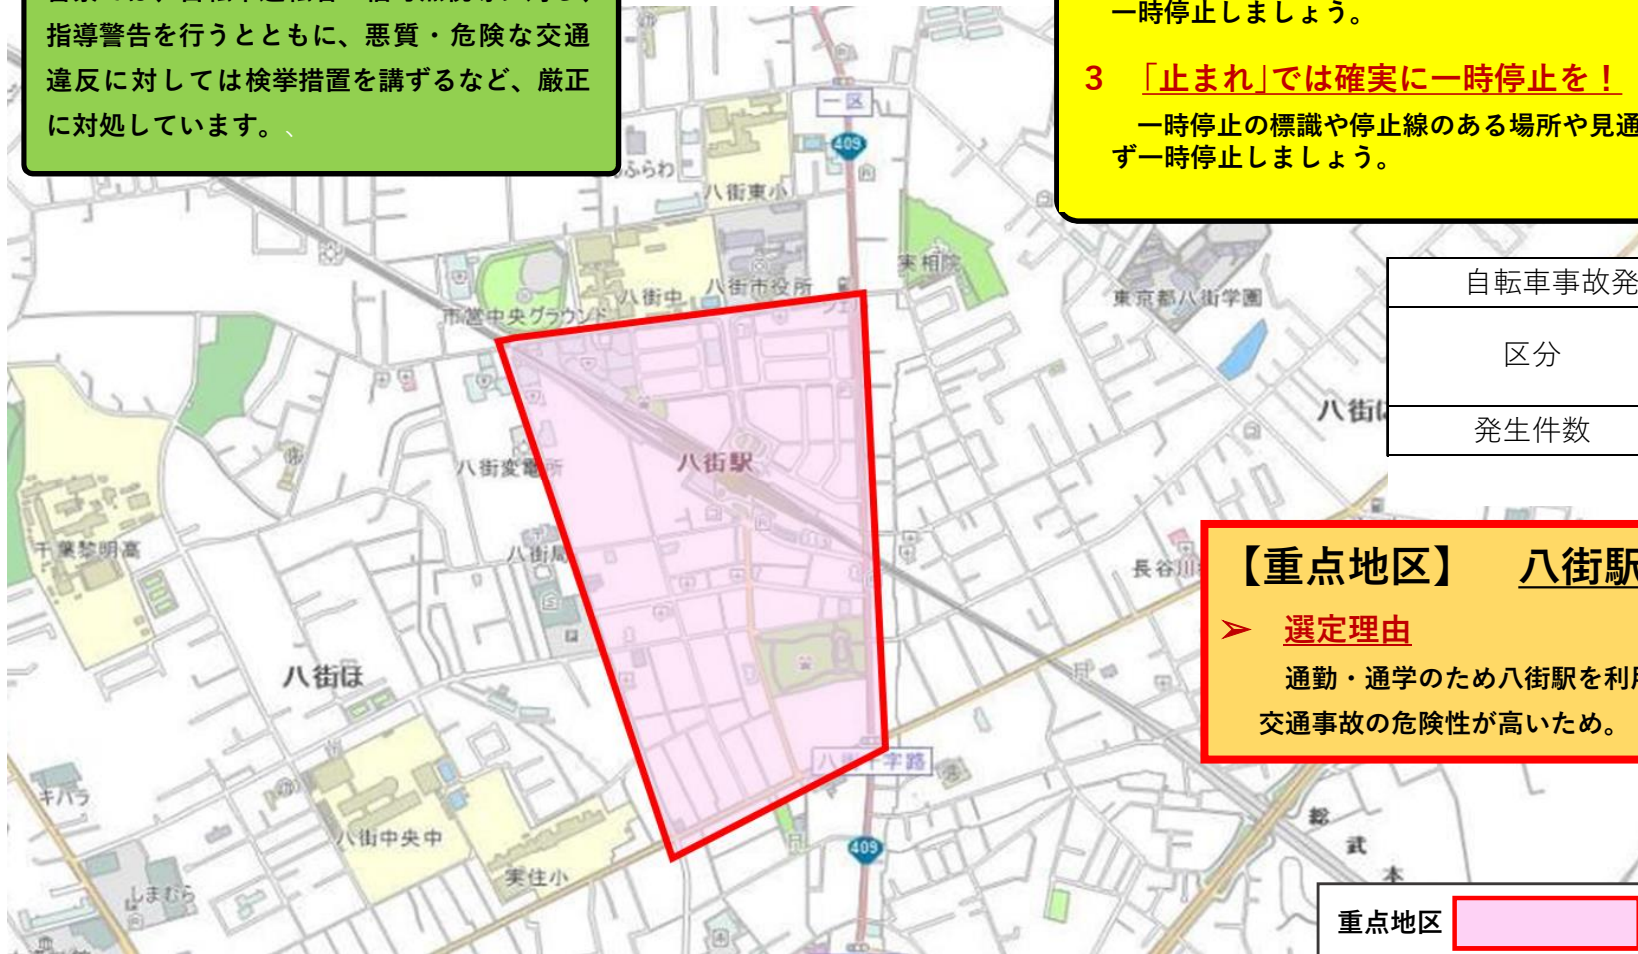 指導警告を行うとともに、悪質・危険な交通
違反に対しては検挙措置を講ずるなど、厳正
に対処しています。、
一時停止しましょう。
3 「止まれ」では確実に一時停止を！
一時停止の標識や停止線のある場所や見通
ず一時停止しましょう。
一区
409
ふらわ
八街東小
実相院
八街中
八街市役所
市営中央グラウンド
東京都八街学園
自転車事故発
区分
発生件数
八街に
八街変電所
八街駅
千葉黎明高
八街局
長谷川
【重点地区】 八街駅
➢ 選定理由
通勤・通学のため八街駅を利用
交通事故の危険性が高いため。
八街ほ
八街十字路
キハラ
八街中央中
409
実住小
しまむら
総
武
本
重点地区